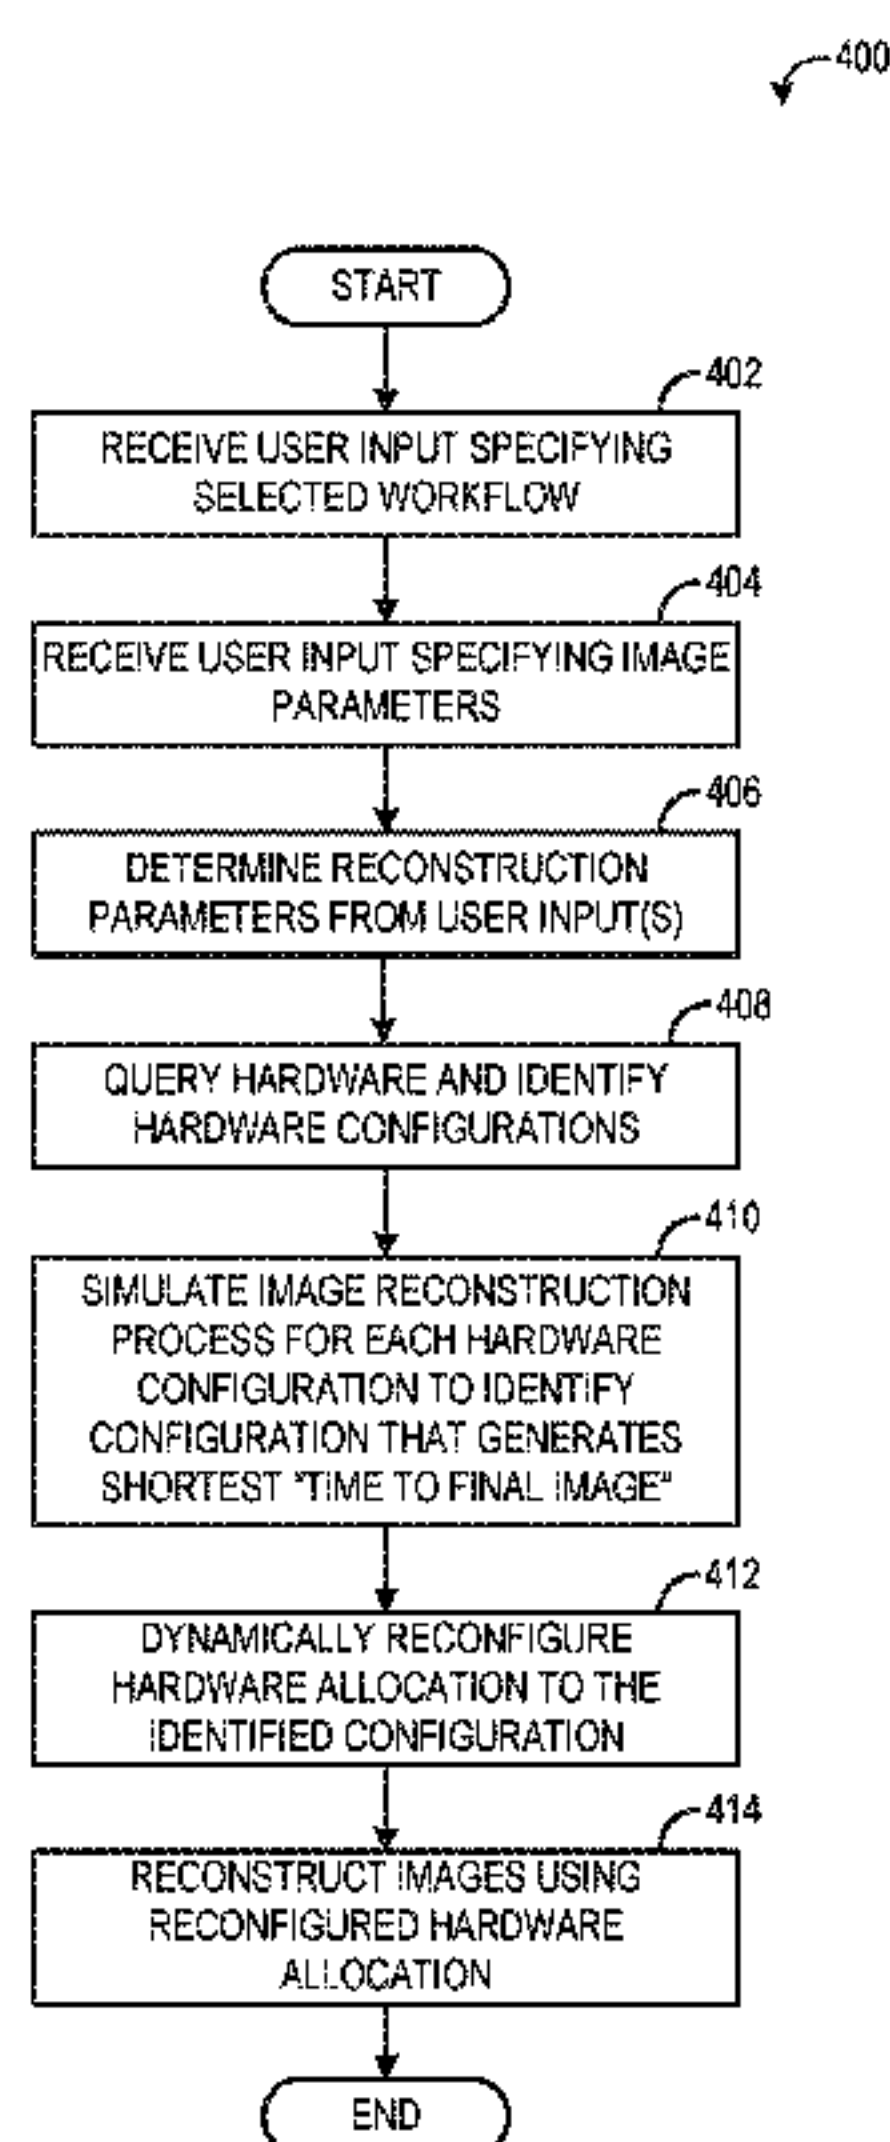 400
START
402
RECEIVE USER INPUT SPECIFYING
SELECTED WORKFLOW
404
RECEIVE USER INPUT SPECIFYING IMAGE
PARAMETERS
406
DETERMINE RECONSTRUCTION
PARAMETERS FROM USER INPUT(S)
408
QUERY HARDWARE AND IDENTIFY
HARDWARE CONFIGURATIONS
410
SIMULATE IMAGE RECONSTRUCTION
PROCESS FOR EACH HARDWARE
CONFIGURATION TO IDENTIFY
CONFIGURATION THAT GENERATES
SHORTEST "TIME TO FINAL IMAGE"
412
DYNAMICALLY RECONFIGURE
HARDWARE ALLOCATION TO THE
IDENTIFIED CONFIGURATION
414
RECONSTRUCT IMAGES USING
RECONFIGURED HARDWARE
ALLOCATION
END